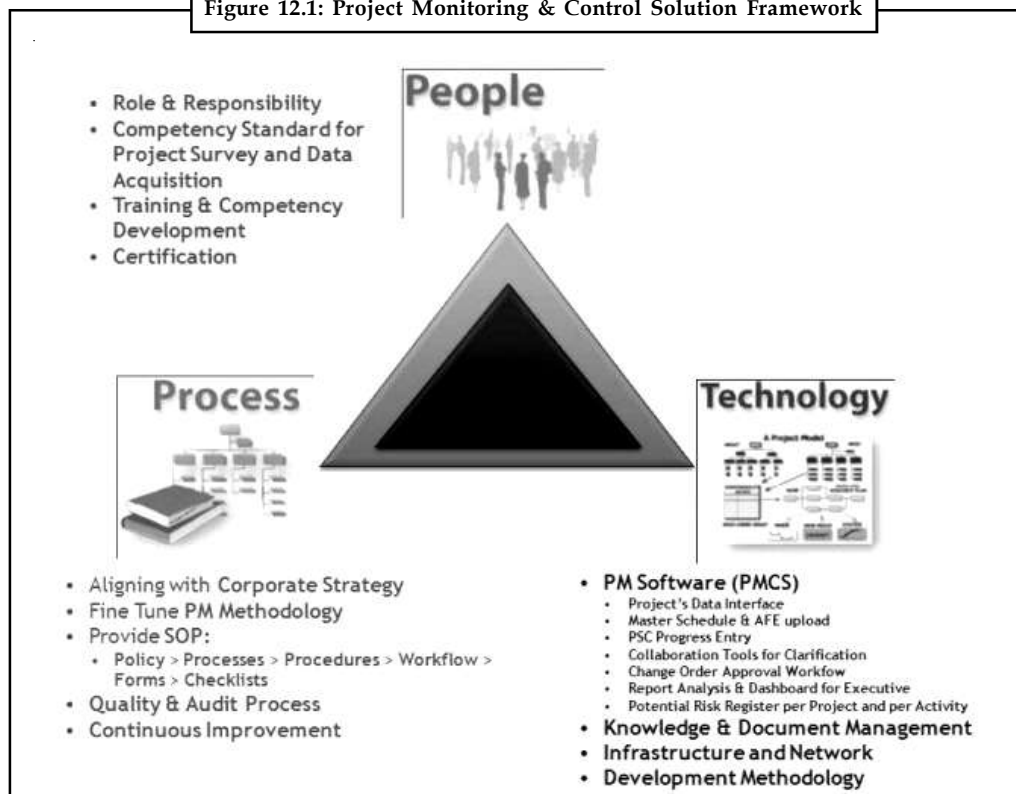 Figure 12.1: Project Monitoring & Control Solution Framework
People
• Role & Responsibility
• Competency Standard for
Project Survey and Data
Acquisition
• Training & Competency
Development
• Certification
Process
• Aligning with Corporate Strategy
• Fine Tune PM Methodology
• Provide SOP:
• Policy > Processes > Procedures > Workflow >
Forms > Checklists
• Quality & Audit Process
• Continuous Improvement
Technology
A Project Model
• PM Software (PMCS)
• Project's Data Interface
• Master Schedule & AFE upload
• PSC Progress Entry
• Collaboration Tools for Clarification
• Change Order Approval Workfow
• Report Analysis & Dashboard for Executive
• Potential Risk Register per Project and per Activity
• Knowledge & Document Management
• Infrastructure and Network
• Development Methodology